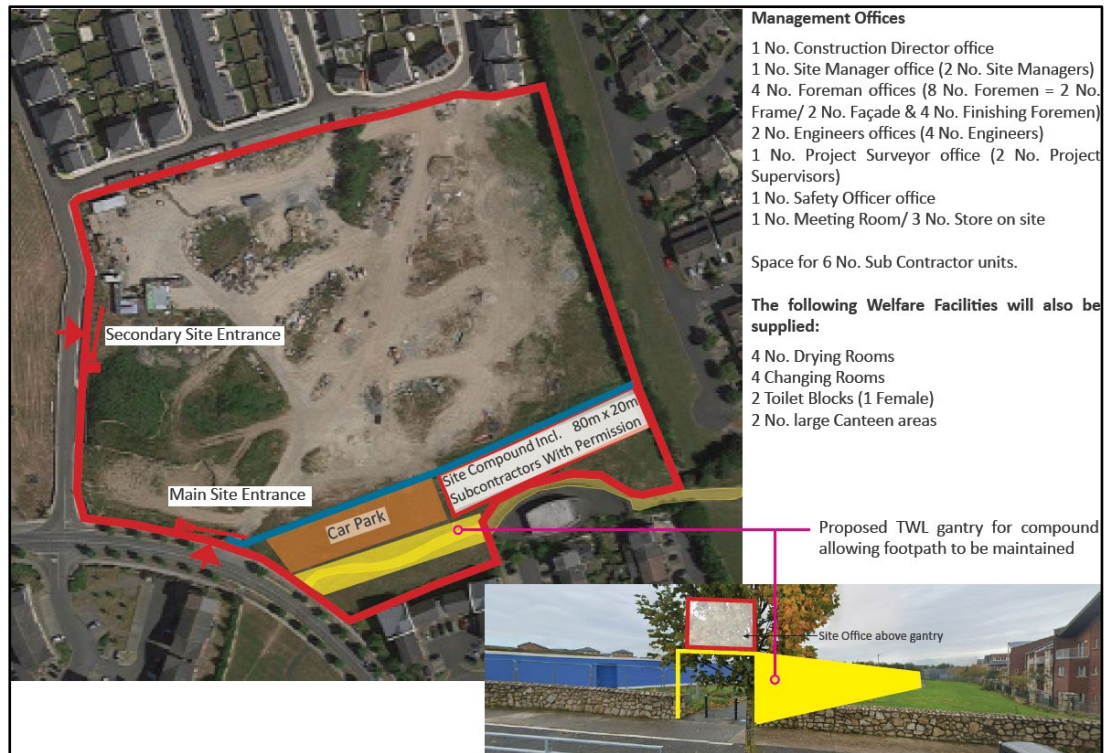 Management Offices
1 No. Construction Director office
1 No. Site Manager office (2 No. Site Managers)
4 No. Foreman offices (8 No. Foremen = 2 No.
Frame/ 2 No. Façade & 4 No. Finishing Foremen)
2 No. Engineers offices (4 No. Engineers)
1 No. Project Surveyor office (2 No. Project
Supervisors)
1 No. Safety Officer office
1 No. Meeting Room/ 3 No. Store on site
Space for 6 No. Sub Contractor units.
The following Welfare Facilities will also be
supplied:
4 No. Drying Rooms
4 Changing Rooms
2 Toilet Blocks (1 Female)
2 No. large Canteen areas
Secondary Site Entrance
Main Site Entrance
Car Park
Site Compound Incl. 80m x 20m
Subcontractors With Permission
Proposed TWL gantry for compound
allowing footpath to be maintained
Site Office above gantry